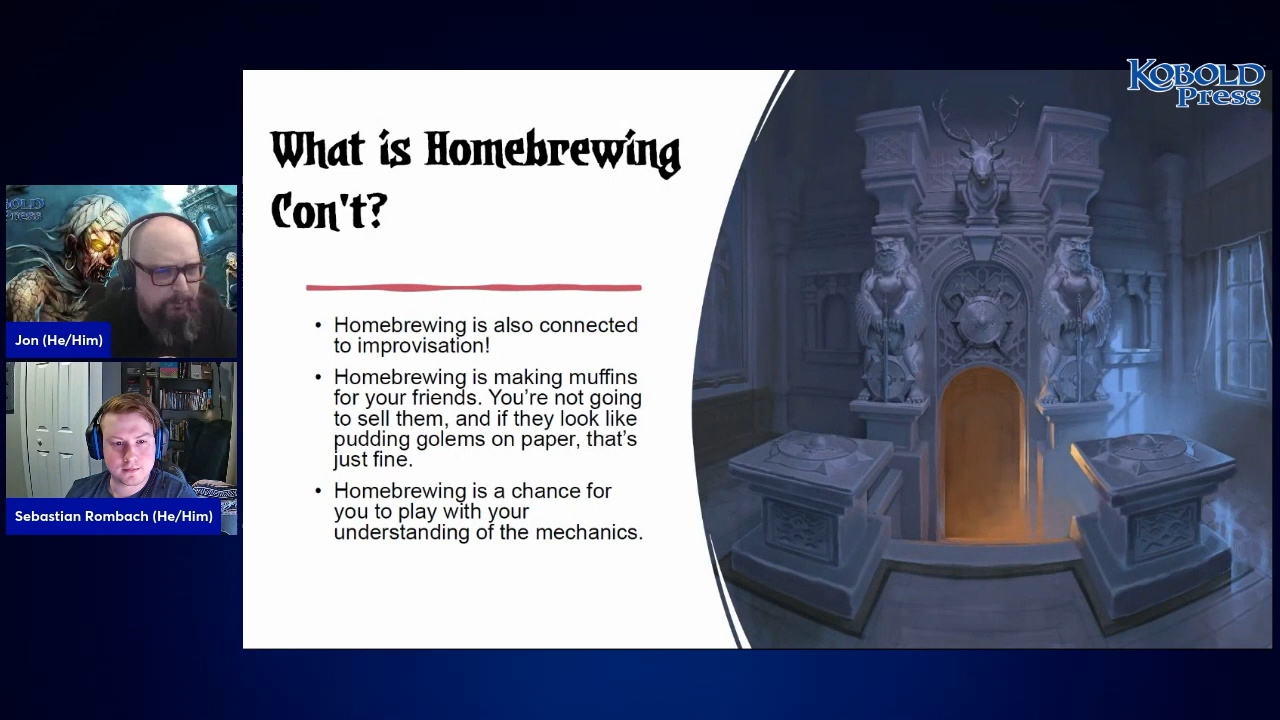 KOBOLD
Press
What is Homebrewing
Con't?
• Homebrewing is also connected
to improvisation!
• Homebrewing is making muffins
for your friends. You're not going
to sell them, and if they look like
pudding golems on paper, that's
just fine.
• Homebrewing is a chance for
you to play with your
understanding of the mechanics.
Jon (He/Him)
Sebastian Rombach (He/Him)